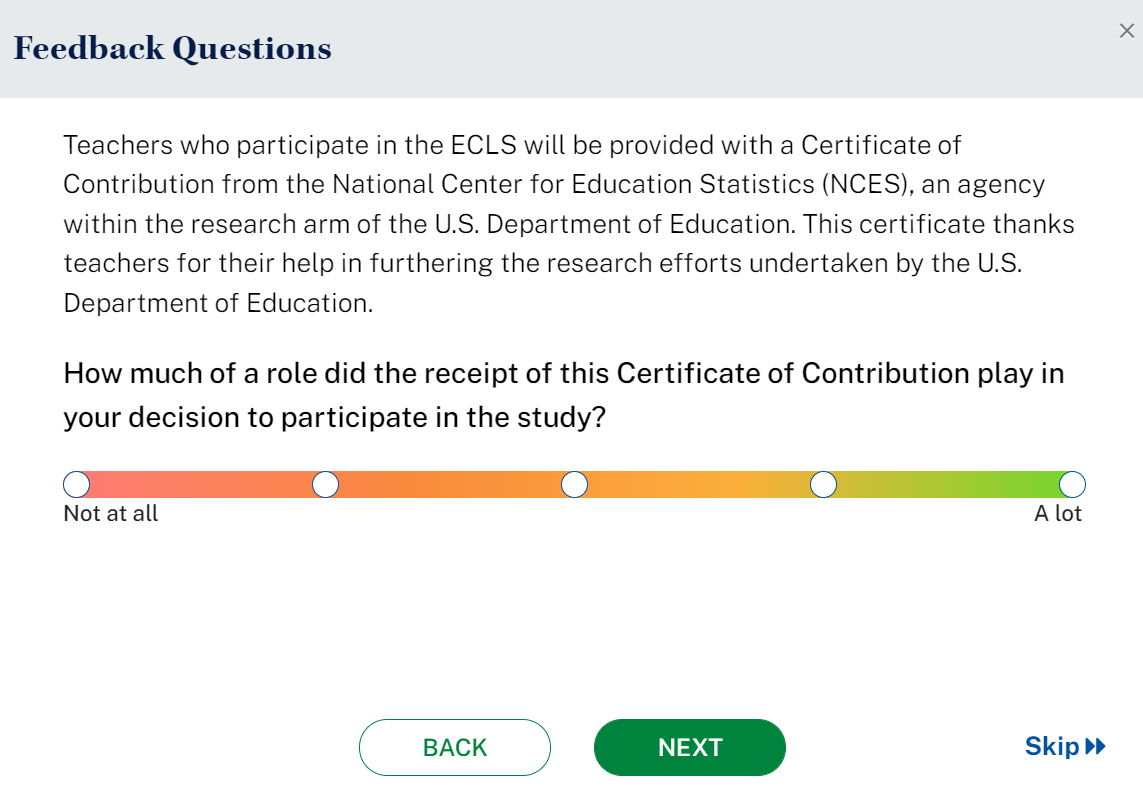 Feedback Questions
Teachers who participate in the ECLS will be provided with a Certificate of
Contribution from the National Center for Education Statistics (NCES), an agency
within the research arm of the U.S. Department of Education. This certificate thanks
teachers for their help in furthering the research efforts undertaken by the U.S.
Department of Education.
How much of a role did the receipt of this Certificate of Contribution play in
your decision to participate in the study?
Not at all
A lot
BACK
NEXT
Skip